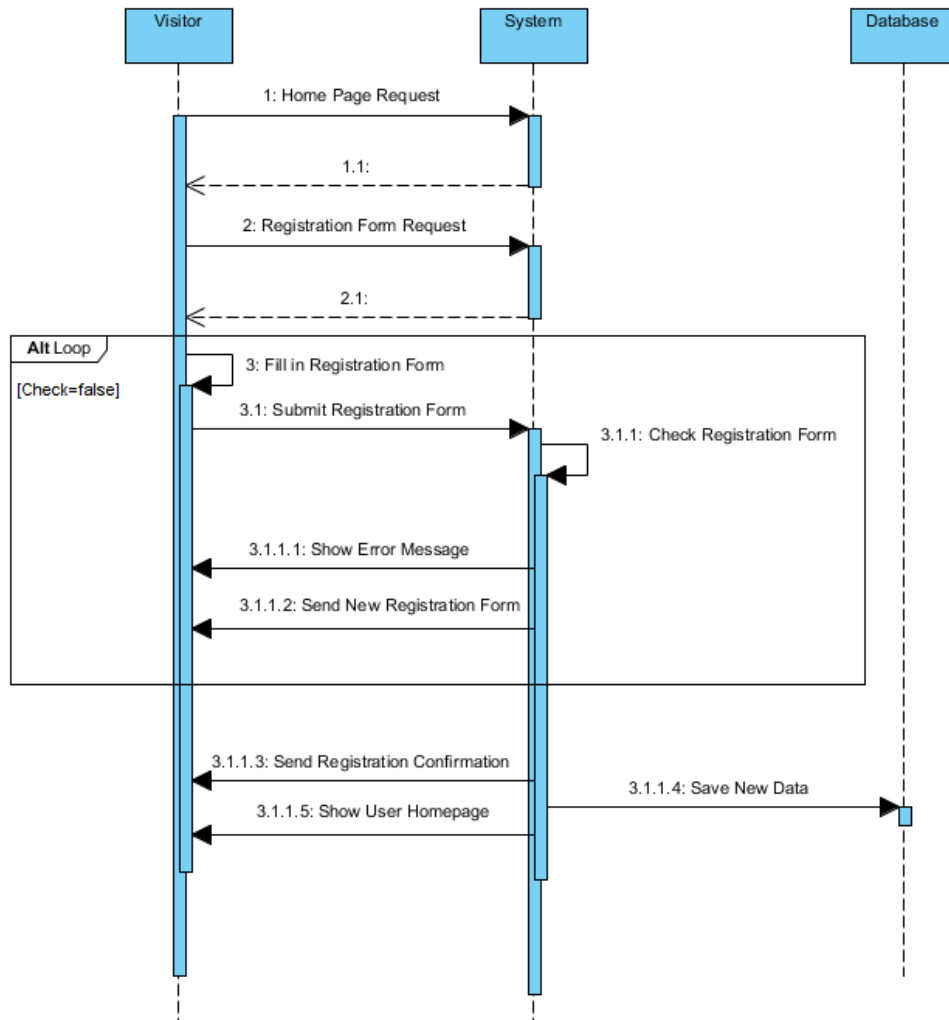 Visitor
System
Database
1: Home Page Request
1.1:
2: Registration Form Request
2.1:
Alt Loop
[Check=false]
3: Fill in Registration Form
3.1: Submit Registration Form
3.1.1: Check Registration Form
3.1.1.1: Show Error Message
3.1.1.2: Send New Registration Form
3.1.1.3: Send Registration Confirmation
3.1.1.4: Save New Data
3.1.1.5: Show User Homepage